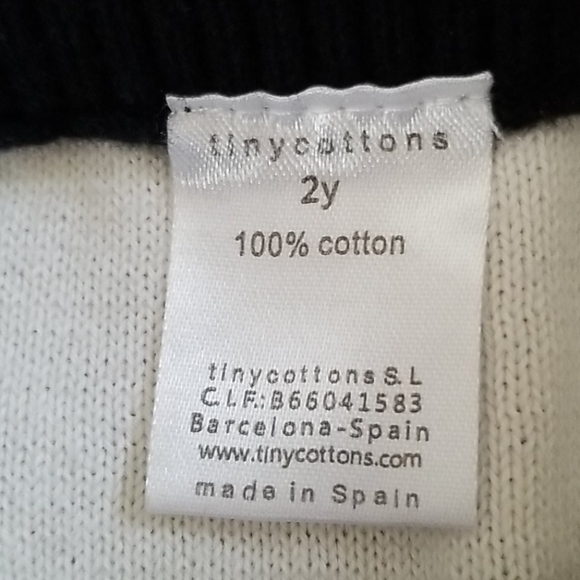 tinycottons
2y
100% cotton
tinycottons S.L
C.I.F.:B66041583
Barcelona-Spain
www.tinycottons.com
made in Spain